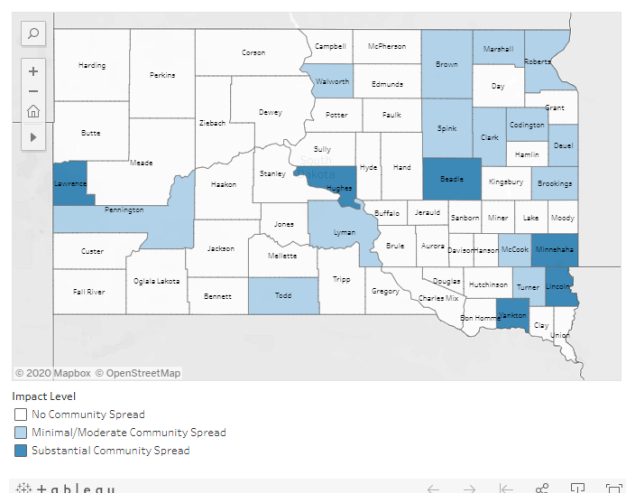 Harding
Perkins
Corson
Campbell
McPherson
Brown
Marshall
Roberts
Walworth
Edmunds
Day
Grant
Butte
Ziebach
Dewey
Potter
Faulk
Spink
Clark
Codington
Deuel
Hamlin
Meade
Sully
South
Dakota
Hyde
Hand
Lawrence
Haakon
Stanley
Hughes
Beadle
Kingsbury
Brookings
Pennington
Buffalo
Jerauld
Sanborn
Miner
Lake
Moody
Jones
Lyman
Custer
Jackson
Mellette
Brule
Aurora
Davison
Hanson
McCook
Minnehaha
Fall River
Oglala Lakota
Bennett
Todd
Tripp
Gregory
Douglas
Charles Mix
Hutchinson
Turner
Lincoln
Bon Homme
Yankton
Clay
Union
© 2020 Mapbox © OpenStreetMap
Impact Level
No Community Spread
Minimal/Moderate Community Spread
Substantial Community Spread
+ a b l e a u